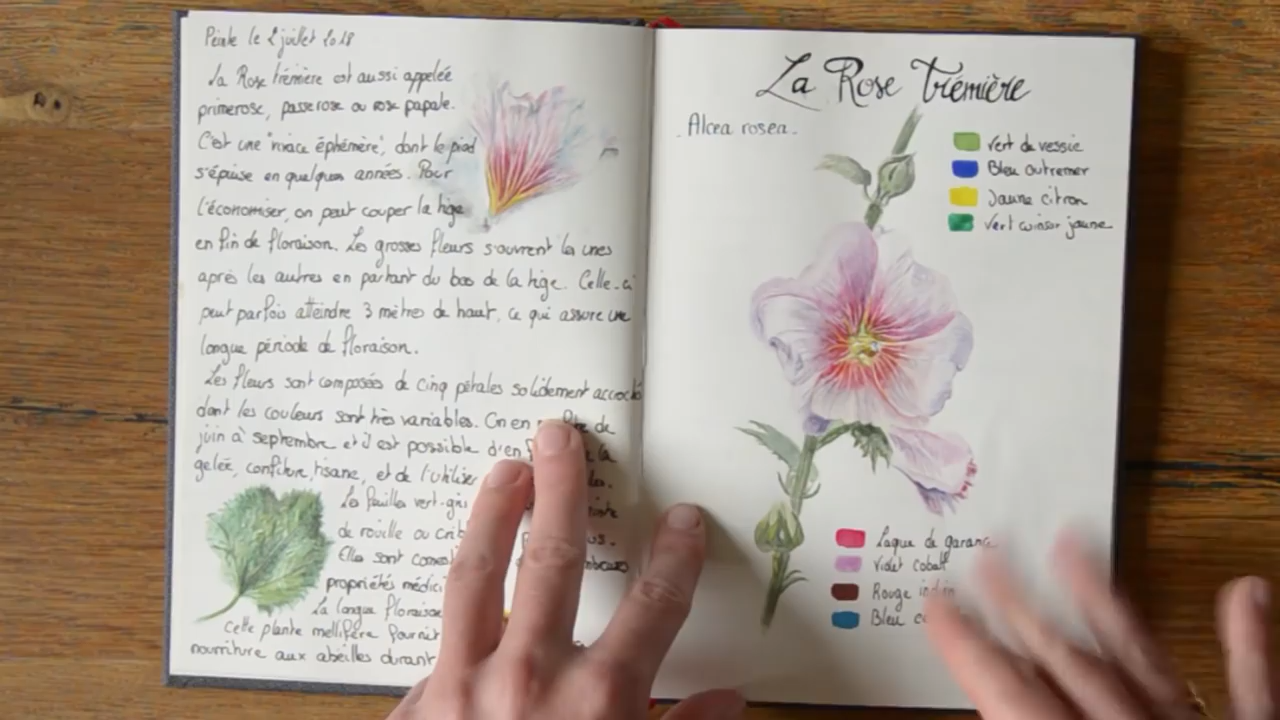 Peinte le 2 juillet 2018
La Rose trémière est aussi appelée
primerose, passe rose ou rose papale.
C'est une "vivace éphémère", dont le pied
s'épuise en quelques années. Pour
l'économiser, on peut couper la tige
en fin de floraison. Les grosses fleurs s'ouvrent les unes
après les autres en partant du bas de la tige. Celle-ci
peut parfois atteindre 3 mètres de haut, ce qui assure une
longue période de floraison.
Les fleurs sont composées de cinq pétales solidement
dont les couleurs sont très variables. On en de
juin à septembre et il est possible d'en la
gelée, confiture, tisane, et de l'utiliser
Les feuilles vert-gris
de rouille ou
Elles sont
propriétés
La longue floraison
Cette plante mellifère fournit
nourriture aux abeilles durant
La Rose Trémière
Alcea rosea.
Vert de vessie
Bleu outremer
Jaune citron
Vert winsor jaune
Laque de garance
Violet cobalt
Rouge
Bleu